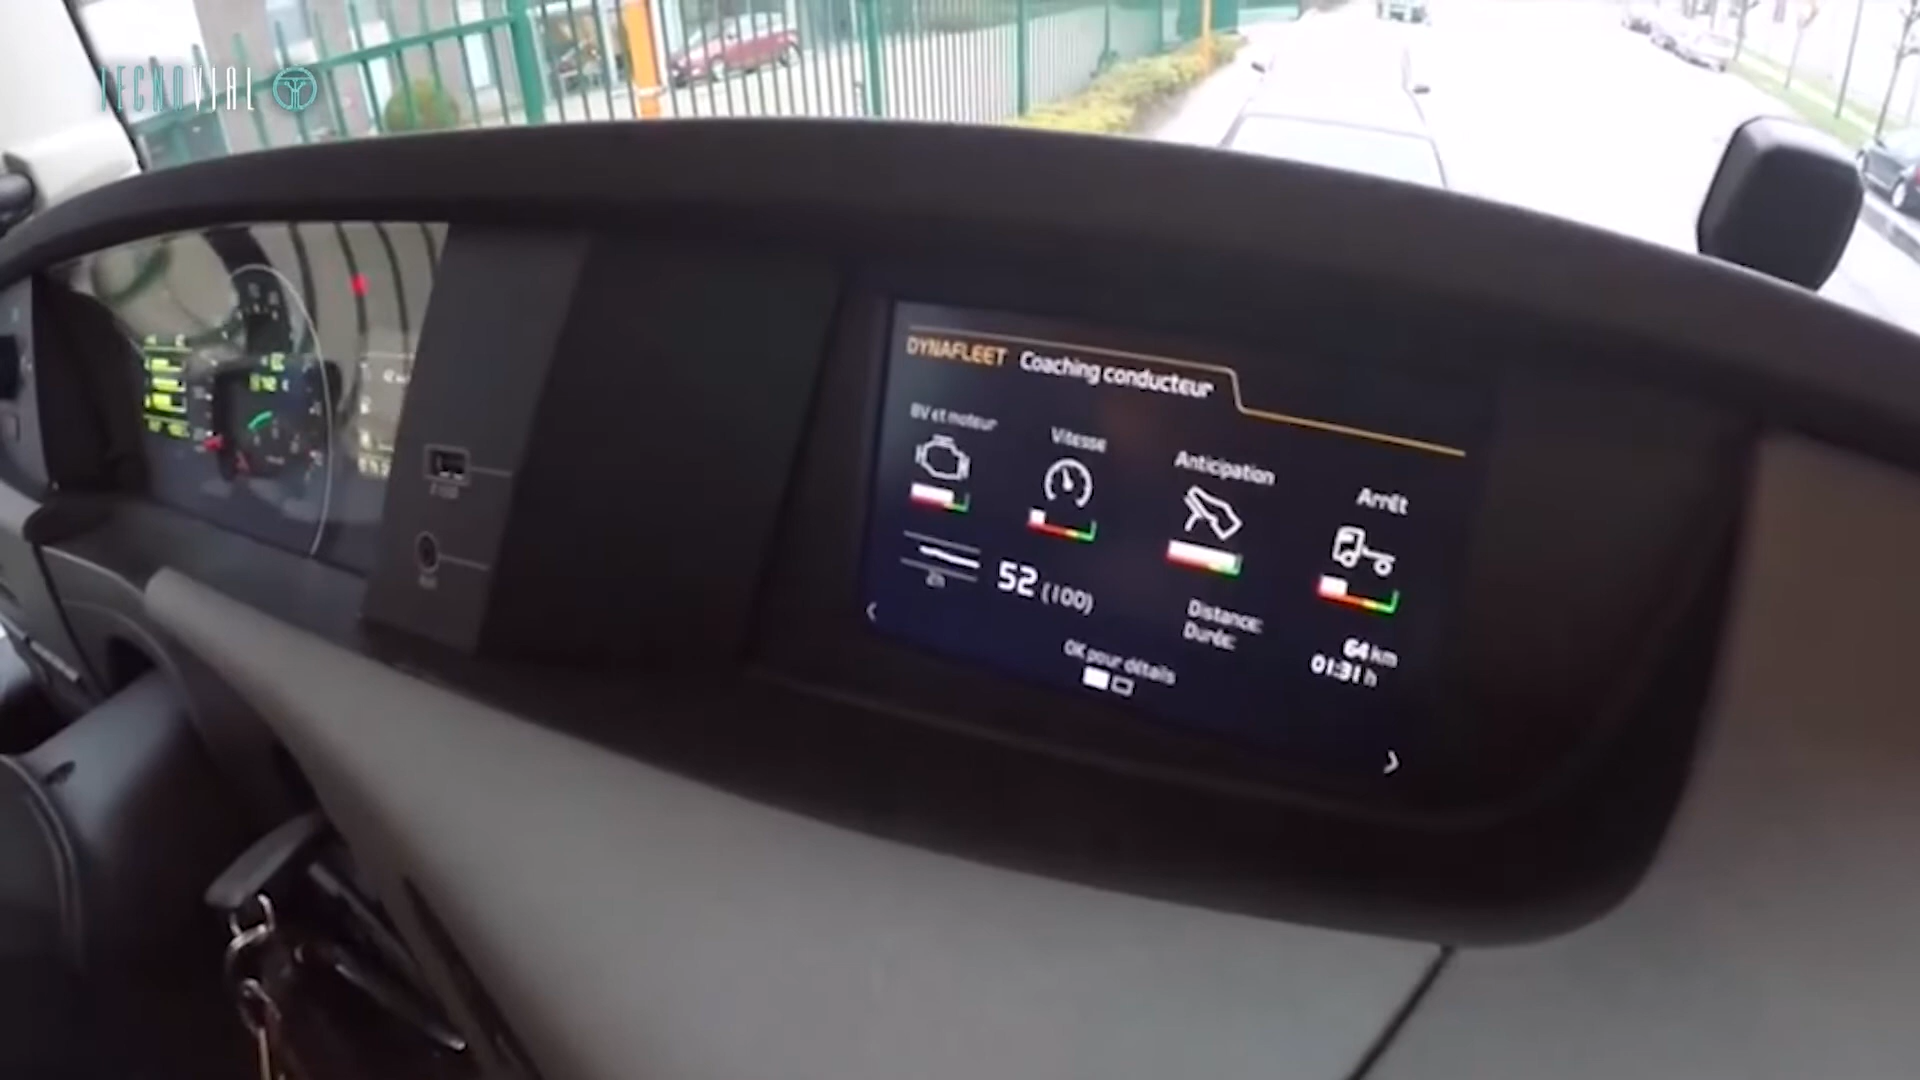 TECNOVIAL
DYNAFLEET Coaching conducteur
BV et moteur
Vitesse
Anticipation
Arrêt
2h
52 (100)
Distance: 64 km
Durée: 01:31 h
OK pour détails